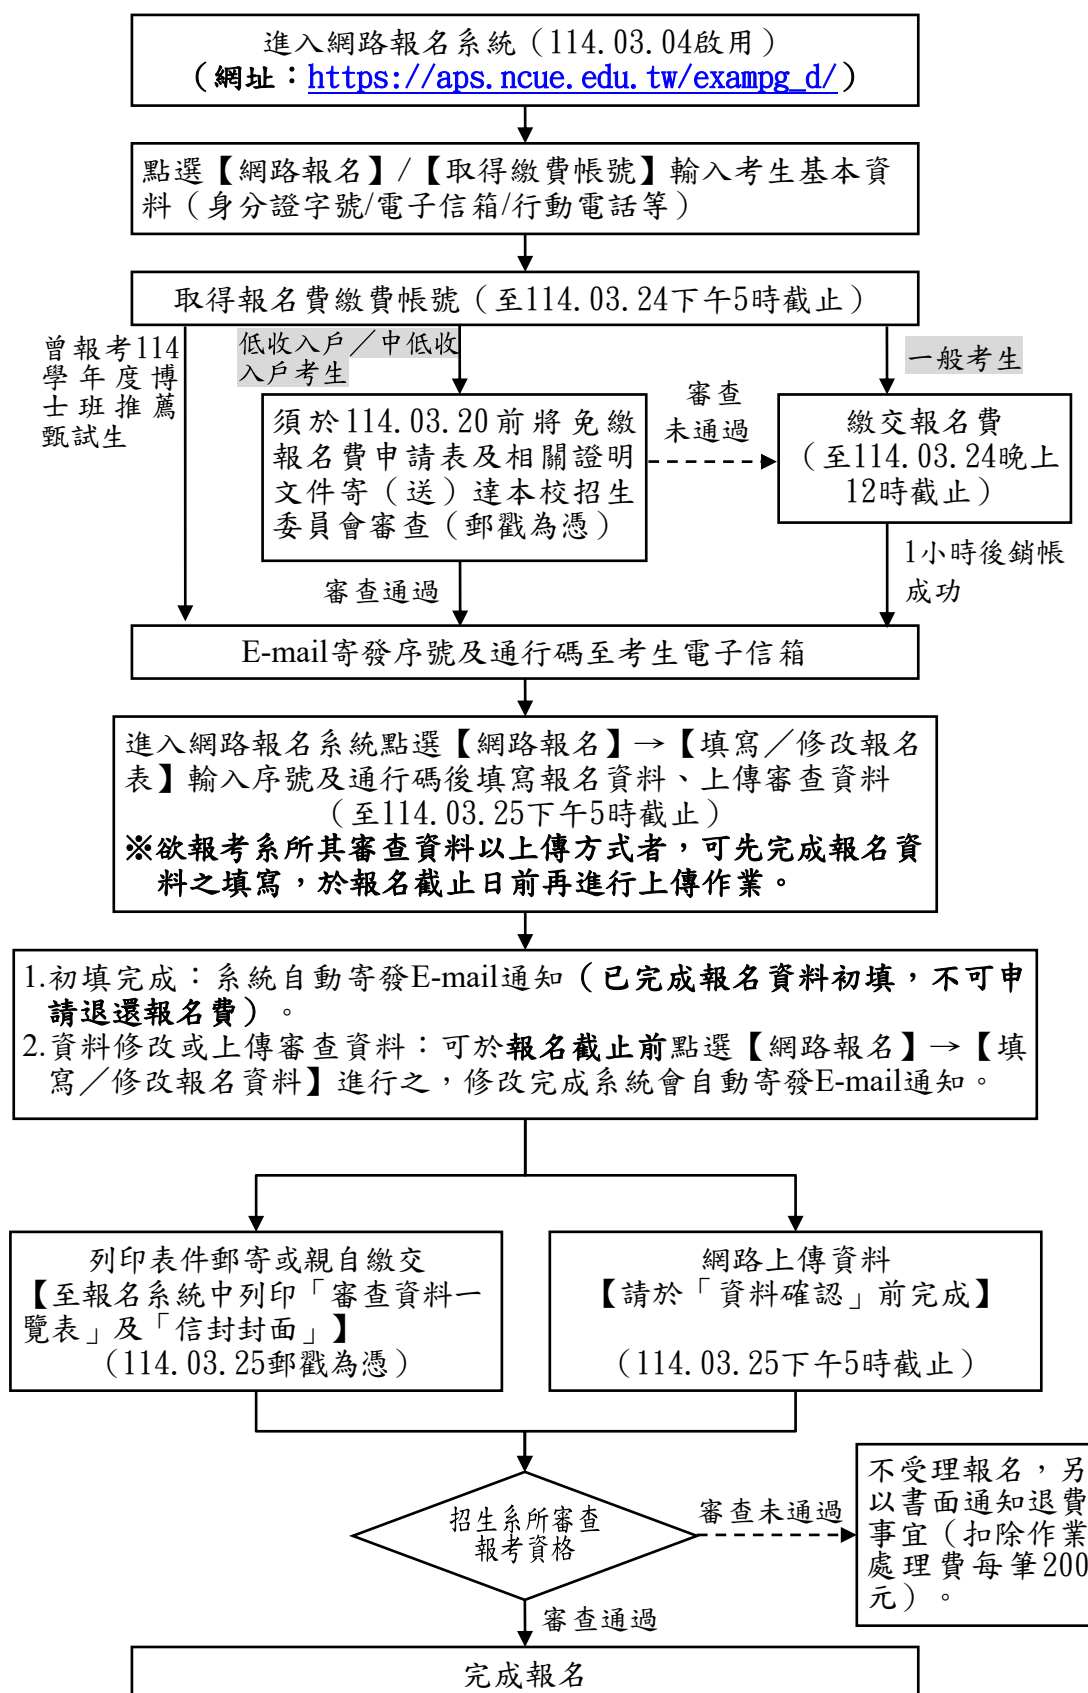 進入網路報名系統（114.03.04啟用）
（網址：https://aps.ncue.edu.tw/exampg_d/）
點選【網路報名】/【取得繳費帳號】輸入考生基本資
料（身分證字號/電子信箱/行動電話等）
取得報名費繳費帳號（至114.03.24下午5時截止）
曾報考114
學年度博
士班推薦
甄試生
低收入戶／中低收
入戶考生
一般考生
須於114.03.20前將免繳
報名費申請表及相關證明
文件寄（送）達本校招生
委員會審查（郵戳為憑）
審查
未通過
繳交報名費
（至114.03.24晚上
12時截止）
審查通過
1小時後銷帳
成功
E-mail寄發序號及通行碼至考生電子信箱
進入網路報名系統點選【網路報名】→【填寫／修改報名
表】輸入序號及通行碼後填寫報名資料、上傳審查資料
（至114.03.25下午5時截止）
※欲報考系所其審查資料以上傳方式者，可先完成報名資
料之填寫，於報名截止日前再進行上傳作業。
1.初填完成：系統自動寄發E-mail通知（已完成報名資料初填，不可申
請退還報名費）。
2.資料修改或上傳審查資料：可於報名截止前點選【網路報名】→【填
寫／修改報名資料】進行之，修改完成系統會自動寄發E-mail通知。
列印表件郵寄或親自繳交
【至報名系統中列印「審查資料一
覽表」及「信封封面」】
（114.03.25郵戳為憑）
網路上傳資料
【請於「資料確認」前完成】
（114.03.25下午5時截止）
招生系所審查
報考資格
審查未通過
不受理報名，另
以書面通知退費
事宜（扣除作業
處理費每筆200
元）。
審查通過
完成報名